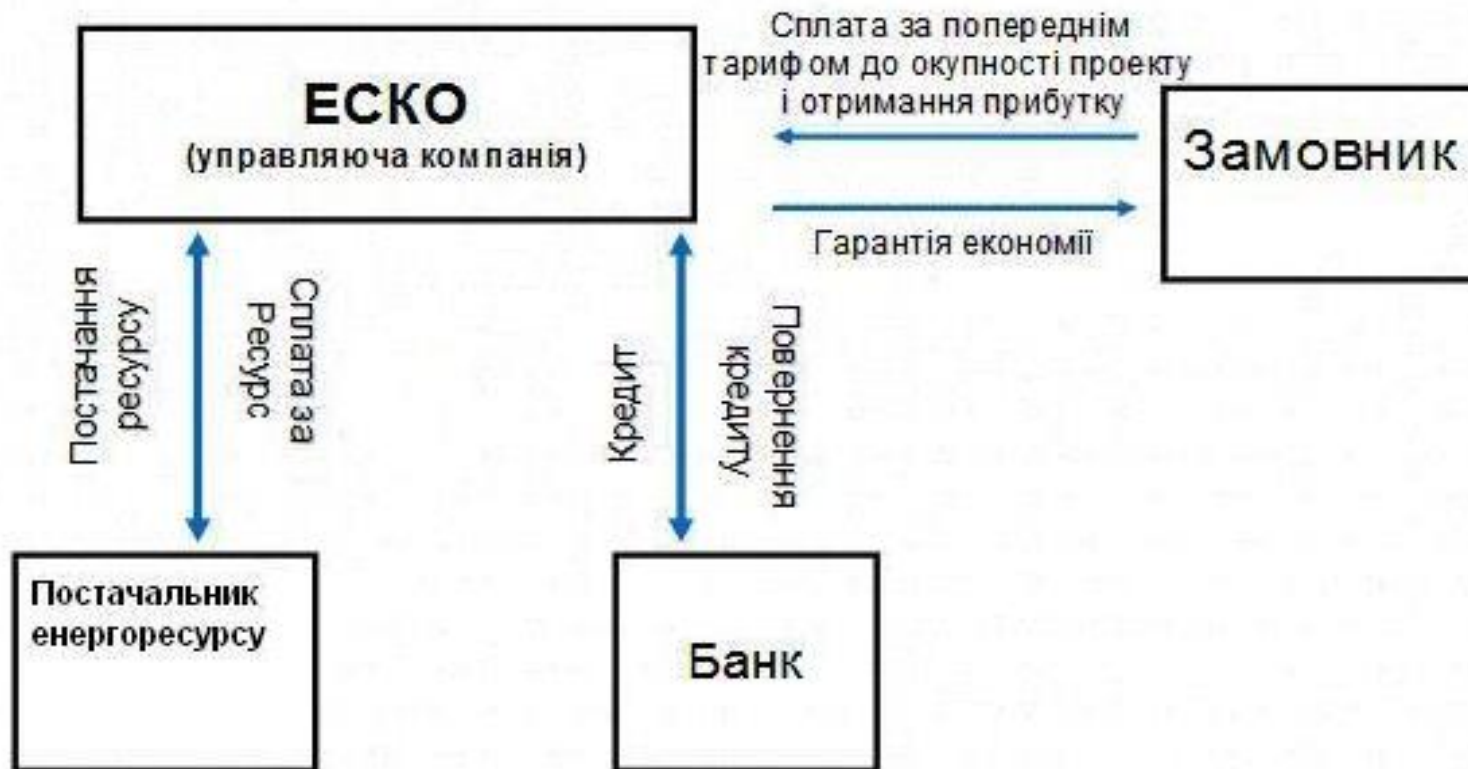 ЕСКО
(управляюча компанія)
Сплата за попереднім
тарифом до окупності проекту
і отримання прибутку
Замовник
Гарантія економії
Постачання
ресурсу
Сплата за
Ресурс
Кредит
Повернення
кредиту
Постачальник
енергоресурсу
Банк